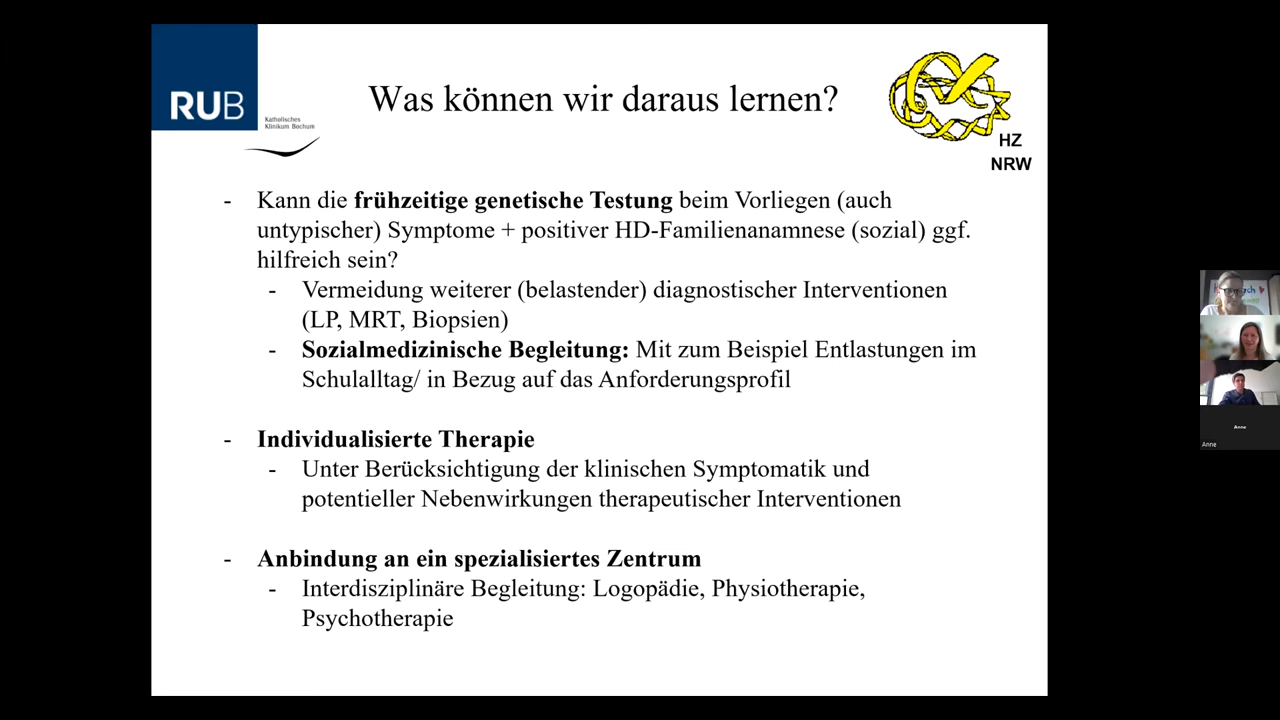 RUB
Katholisches
Klinikum Bochum
Was können wir daraus lernen?
HZ
NRW
- Kann die frühzeitige genetische Testung beim Vorliegen (auch
untypischer) Symptome + positiver HD-Familienanamnese (sozial) ggf.
hilfreich sein?
- Vermeidung weiterer (belastender) diagnostischer Interventionen
(LP, MRT, Biopsien)
- Sozialmedizinische Begleitung: Mit zum Beispiel Entlastungen im
Schulalltag/ in Bezug auf das Anforderungsprofil
- Individualisierte Therapie
- Unter Berücksichtigung der klinischen Symptomatik und
potentieller Nebenwirkungen therapeutischer Interventionen
- Anbindung an ein spezialisiertes Zentrum
- Interdisziplinäre Begleitung: Logopädie, Physiotherapie,
Psychotherapie
Anne
Anne